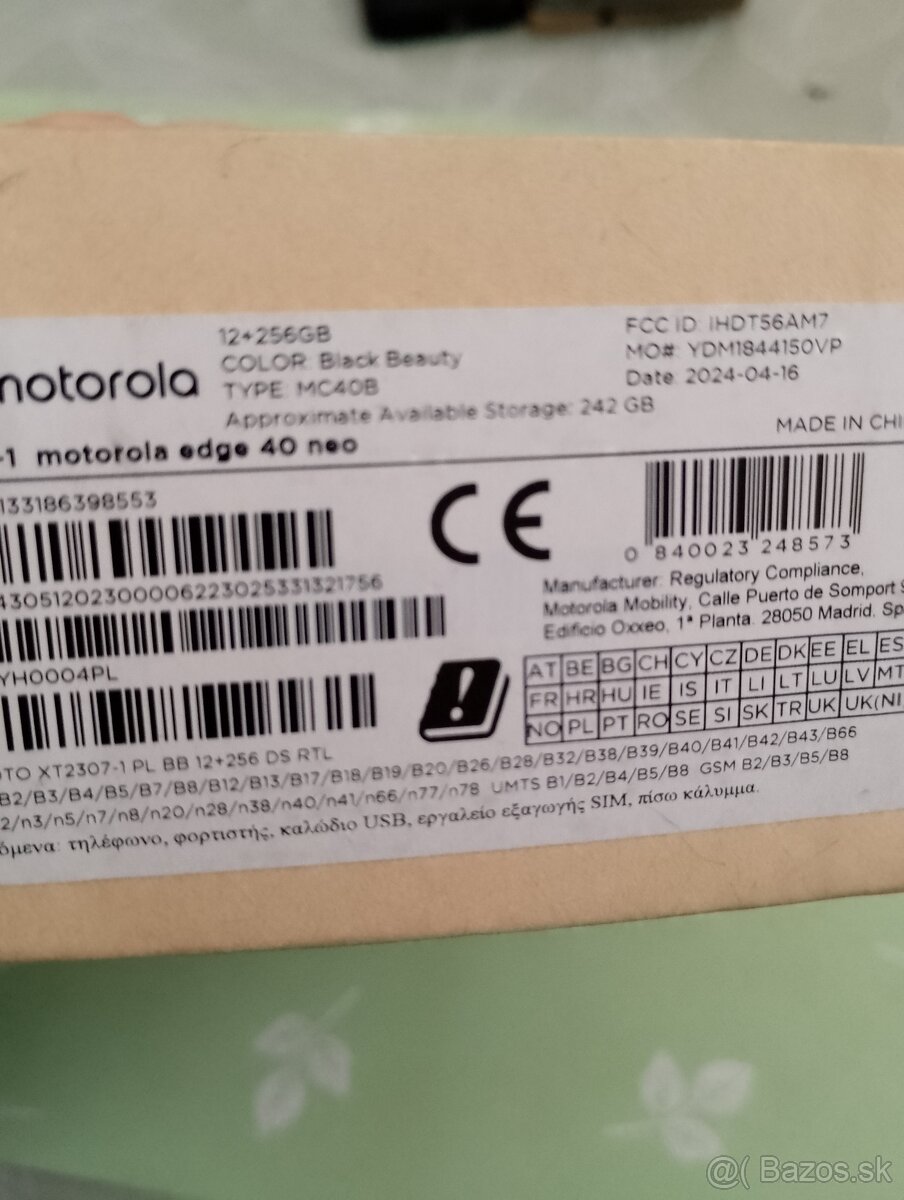 motorola
12+256GB
COLOR: Black Beauty
TYPE: MC40B
Approximate Available Storage: 242 GB
FCC ID: IHDT56AM7
MO#: YDM1844150VP
Date: 2024-04-16
MADE IN CHI
-1 motorola edge 40 neo
133186398553
CE
0 840023 248573
43051202300006223025331321756
Manufacturer: Regulatory Compliance,
Motorola Mobility, Calle Puerto de Somport
Edificio Oxxeo, 1ª Planta. 28050 Madrid. Sp
YH0004PL
AT BE BG CH CY CZ DE DK EE EL ES
FR HR HU IE IS IT LI LT LU LV MT
NO PL PT RO SE SI SK TR UK UK(NI
OTO XT2307-1 PL BB 12+256 DS RTL
B2/B3/B4/B5/B7/B8/B12/B13/B17/B18/B19/B20/B26/B28/B32/B38/B39/B40/B41/B42/B43/B66
2/n3/n5/n7/n8/n20/n28/n38/n40/n41/n66/n77/n78 UMTS B1/B2/B4/B5/B8 GSM B2/B3/B5/B8
όμενα: τηλέφωνο, φορτιστής, καλώδιο USB, εργαλείο εξαγωγής SIM, πίσω κάλυμμα.
@( Bazos.sk